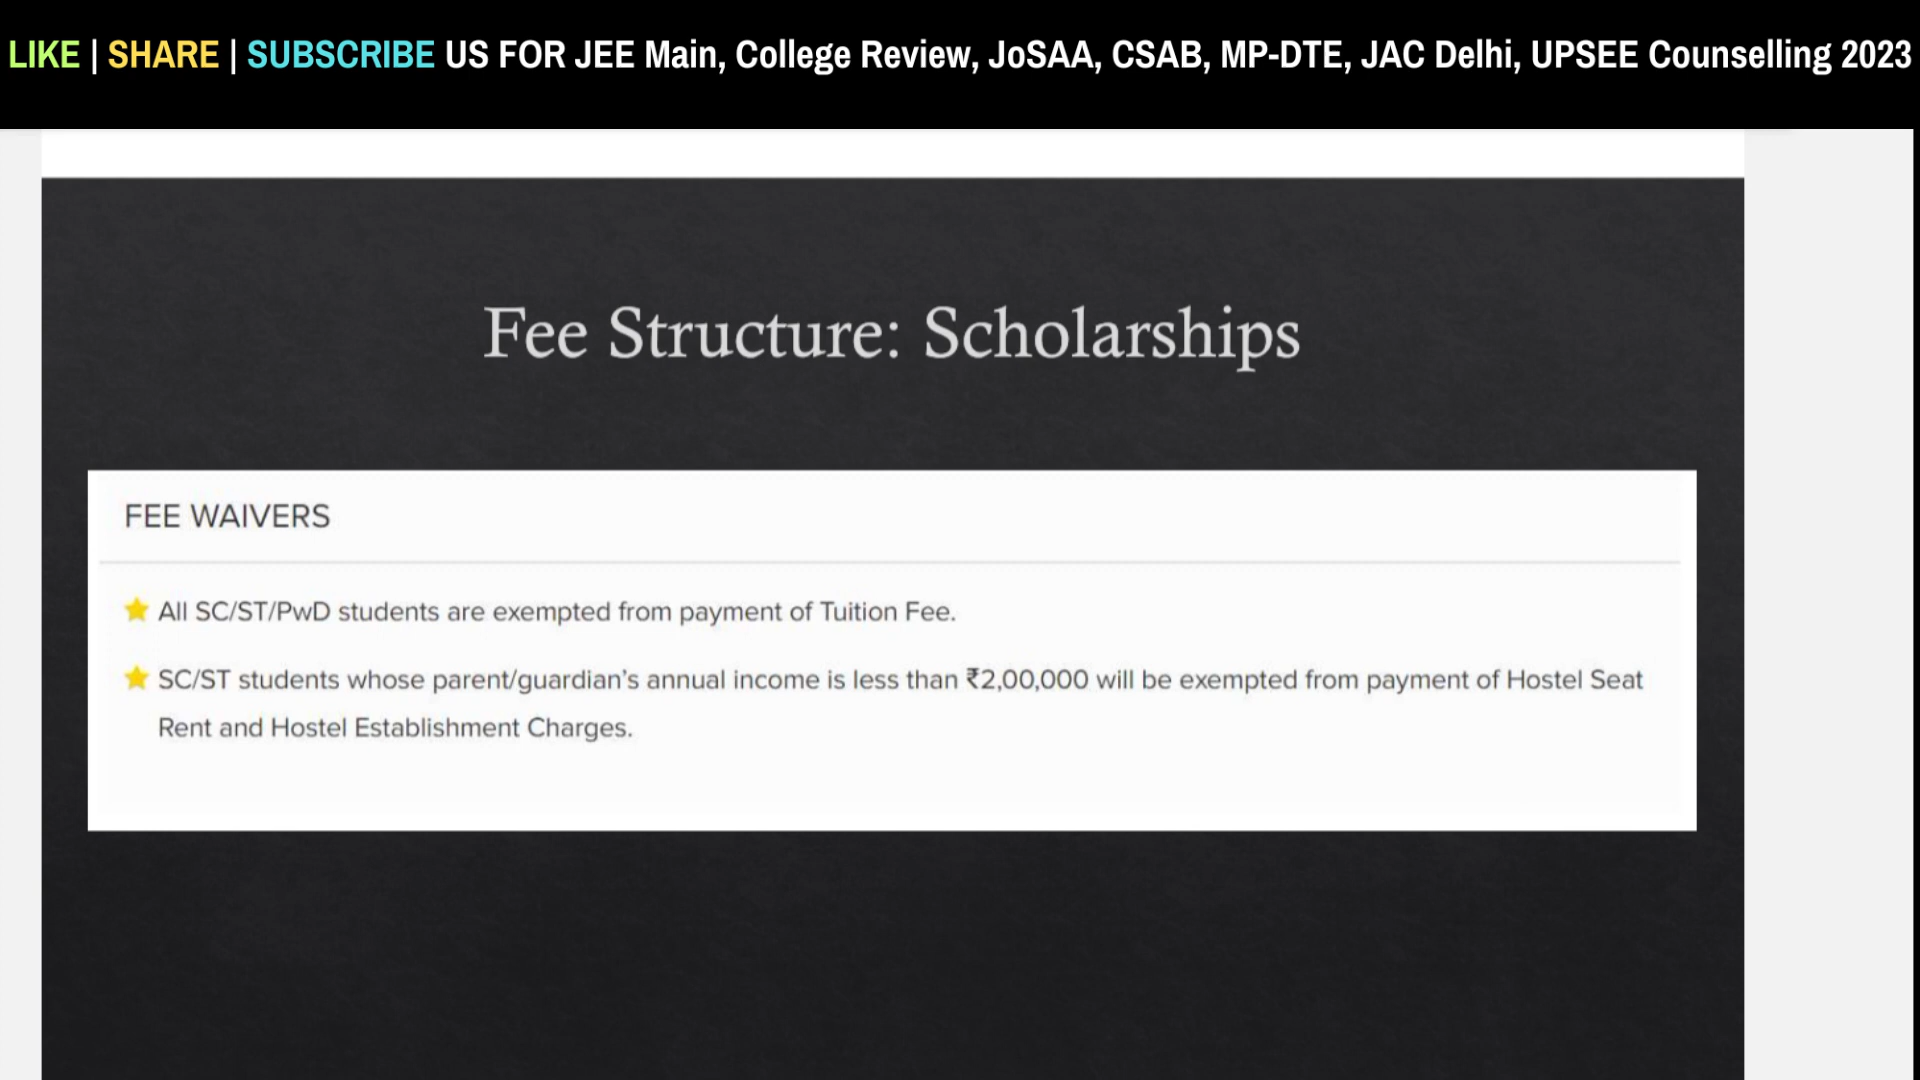 LIKE | SHARE | SUBSCRIBE US FOR JEE Main, College Review, JoSAA, CSAB, MP-DTE, JAC Delhi, UPSEE Counselling 2023
Fee Structure: Scholarships
FEE WAIVERS
All SC/ST/PwD students are exempted from payment of Tuition Fee.
SC/ST students whose parent/guardian’s annual income is less than ₹2,00,000 will be exempted from payment of Hostel Seat
Rent and Hostel Establishment Charges.